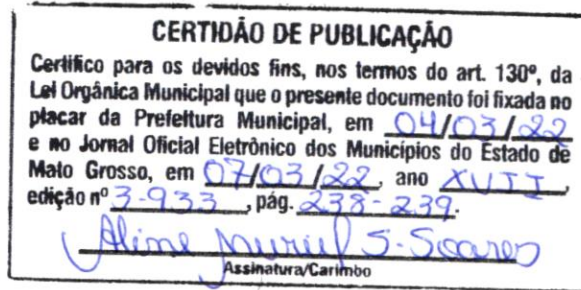 CERTIDÃO DE PUBLICAÇÃO
Certifico para os devidos fins, nos termos do art. 130º, da
Lei Orgânica Municipal que o presente documento foi fixada no
placar da Prefeitura Municipal, em 04/03/22
e no Jornal Oficial Eletrônico dos Municípios do Estado de
Mato Grosso, em 07/03/22, ano XVII,
edição nº 3.933, pág. 238-239.
Aline Muriel S. Soares
Assinatura/Carimbo